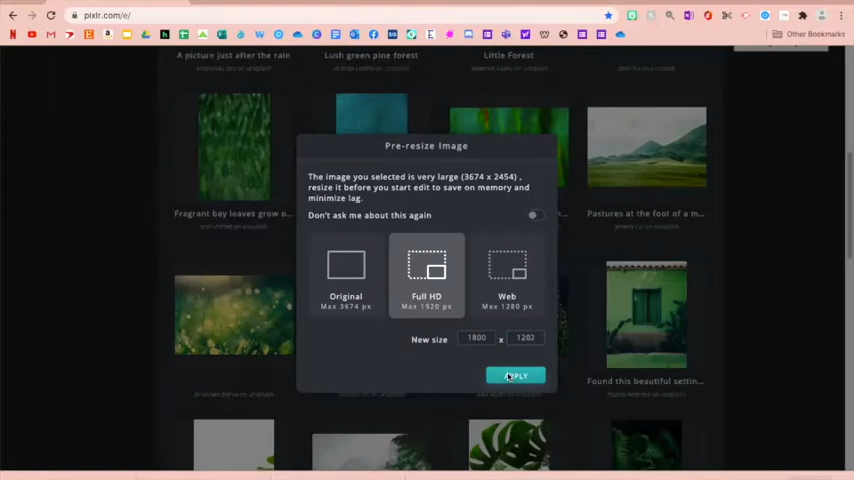 pixlr.com/e/
Other Bookmarks
A picture just after the rain
Lush green pine forest
Little Forest
Pre-resize Image
The image you selected is very large (3674 x 2454) ,
resize it before you start edit to save on memory and
minimize lag.
Don't ask me about this again
Original
Max 3674 px
Full HD
Max 1920 px
Web
Max 1280 px
New size
1800
x
1203
Fragrant bay leaves grow o...
Pastures at the foot of a m...
Found this beautiful settin...